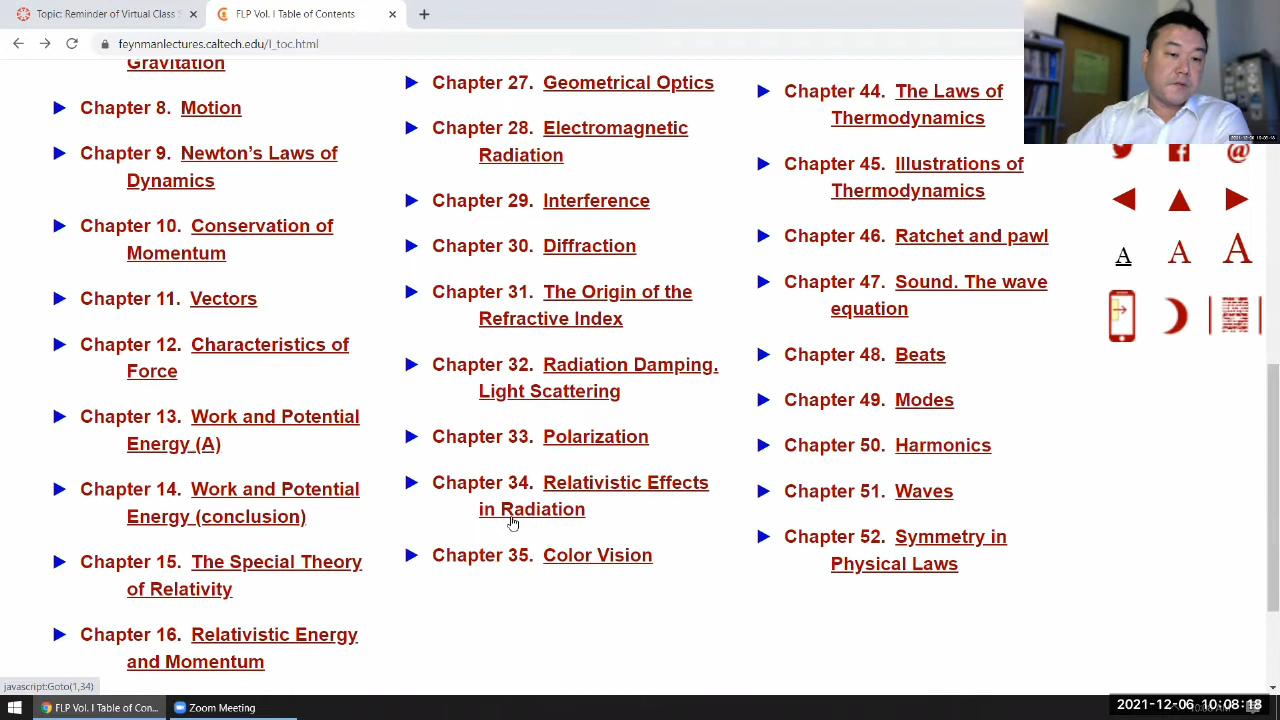 Topic: Reminder of Virtual Class S
FLP Vol. I Table of Contents
feynmanlectures.caltech.edu/I_toc.html
Gravitation
Chapter 8. Motion
Chapter 9. Newton's Laws of
Dynamics
Chapter 10. Conservation of
Momentum
Chapter 11. Vectors
Chapter 12. Characteristics of
Force
Chapter 13. Work and Potential
Energy (A)
Chapter 14. Work and Potential
Energy (conclusion)
Chapter 15. The Special Theory
of Relativity
Chapter 16. Relativistic Energy
and Momentum
Chapter 27. Geometrical Optics
Chapter 28. Electromagnetic
Radiation
Chapter 29. Interference
Chapter 30. Diffraction
Chapter 31. The Origin of the
Refractive Index
Chapter 32. Radiation Damping.
Light Scattering
Chapter 33. Polarization
Chapter 34. Relativistic Effects
in Radiation
Chapter 35. Color Vision
Chapter 44. The Laws of
Thermodynamics
Chapter 45. Illustrations of
Thermodynamics
Chapter 46. Ratchet and pawl
Chapter 47. Sound. The wave
equation
Chapter 48. Beats
Chapter 49. Modes
Chapter 50. Harmonics
Chapter 51. Waves
Chapter 52. Symmetry in
Physical Laws
@
A A A
javascript:Goto(1,34)
FLP Vol. I Table of Con...
Zoom Meeting
2021-12-06 10:08:18